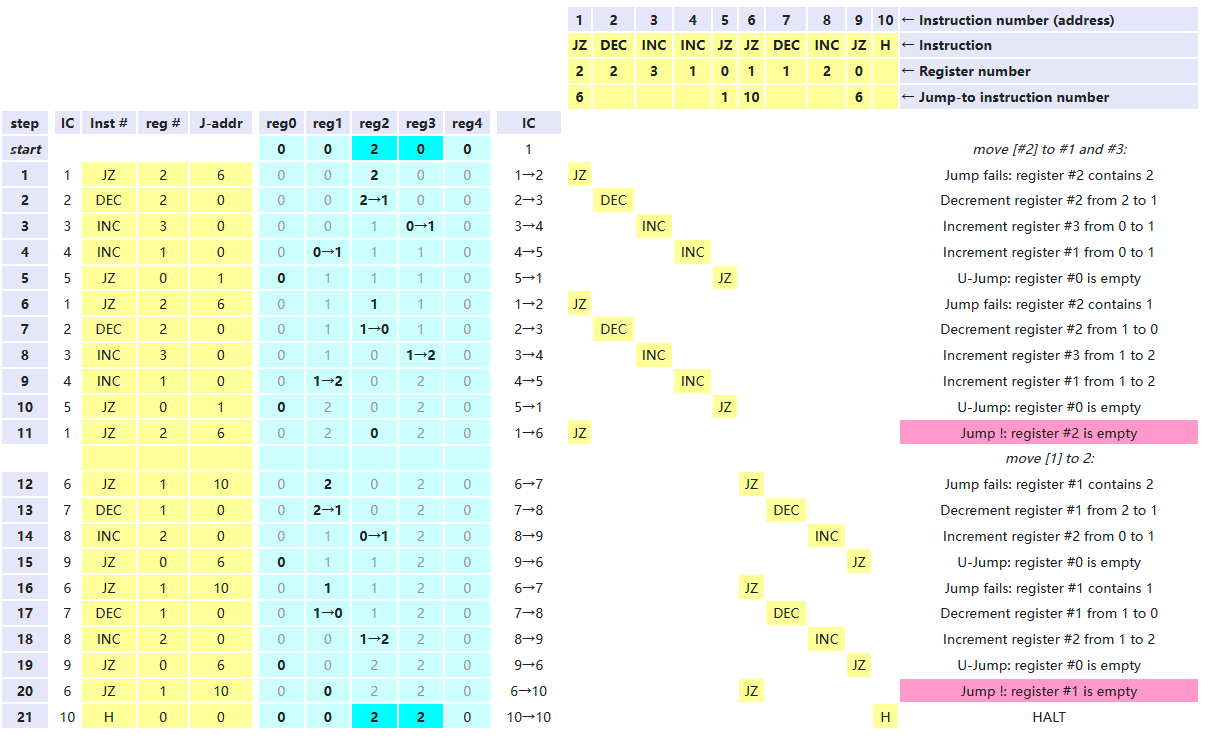 1 2 3 4 5 6 7 8 9 10 ← Instruction number (address)
JZ DEC INC INC JZ JZ DEC INC JZ H ← Instruction
2 2 3 1 0 1 1 2 0 ← Register number
6 1 10 6 ← Jump-to instruction number
step IC Inst # reg # J-addr reg0 reg1 reg2 reg3 reg4 IC
start 0 0 2 0 0 1 move [#2] to #1 and #3:
1 1 JZ 2 6 0 0 2 0 0 1→2 JZ Jump fails: register #2 contains 2
2 2 DEC 2 0 0 0 2→1 0 0 2→3 DEC Decrement register #2 from 2 to 1
3 3 INC 3 0 0 0 1 0→1 0 3→4 INC Increment register #3 from 0 to 1
4 4 INC 1 0 0 0→1 1 1 0 4→5 INC Increment register #1 from 0 to 1
5 5 JZ 0 1 0 1 1 1 0 5→1 JZ U-Jump: register #0 is empty
6 1 JZ 2 6 0 1 1 1 0 1→2 JZ Jump fails: register #2 contains 1
7 2 DEC 2 0 0 1 1→0 1 0 2→3 DEC Decrement register #2 from 1 to 0
8 3 INC 3 0 0 1 0 1→2 0 3→4 INC Increment register #3 from 1 to 2
9 4 INC 1 0 0 1→2 0 2 0 4→5 INC Increment register #1 from 1 to 2
10 5 JZ 0 1 0 2 0 2 0 5→1 JZ U-Jump: register #0 is empty
11 1 JZ 2 6 0 2 0 2 0 1→6 JZ Jump !: register #2 is empty
move [1] to 2:
12 6 JZ 1 10 0 2 0 2 0 6→7 JZ Jump fails: register #1 contains 2
13 7 DEC 1 0 0 2→1 0 2 0 7→8 DEC Decrement register #1 from 2 to 1
14 8 INC 2 0 0 1 0→1 2 0 8→9 INC Increment register #2 from 0 to 1
15 9 JZ 0 6 0 1 1 2 0 9→6 JZ U-Jump: register #0 is empty
16 6 JZ 1 10 0 1 1 2 0 6→7 JZ Jump fails: register #1 contains 1
17 7 DEC 1 0 0 1→0 1 2 0 7→8 DEC Decrement register #1 from 1 to 0
18 8 INC 2 0 0 0 1→2 2 0 8→9 INC Increment register #2 from 1 to 2
19 9 JZ 0 6 0 0 2 2 0 9→6 JZ U-Jump: register #0 is empty
20 6 JZ 1 10 0 0 2 2 0 6→10 JZ Jump !: register #1 is empty
21 10 H 0 0 0 0 2 2 0 10→10 H HALT